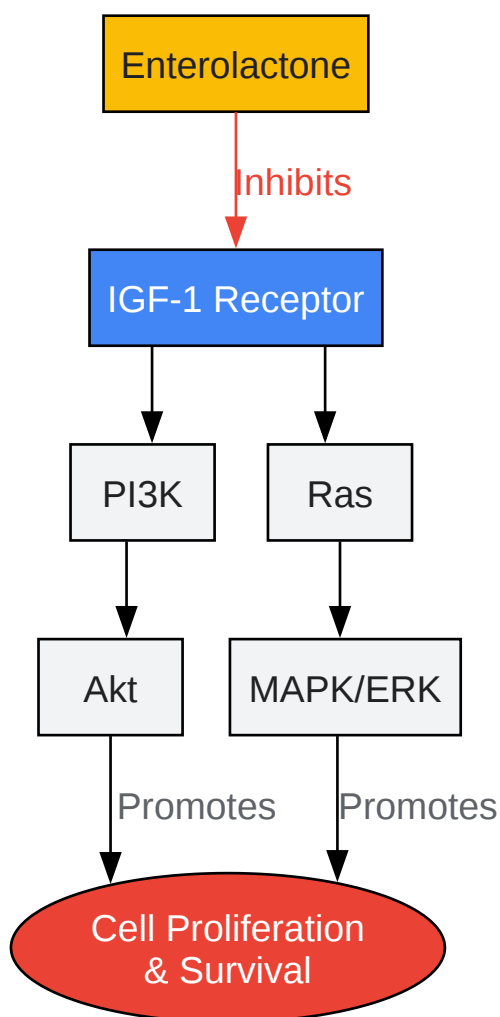 Enterolactone
Inhibits
IGF-1 Receptor
PI3K
Ras
Akt
MAPK/ERK
Promotes
Promotes
Cell Proliferation
& Survival